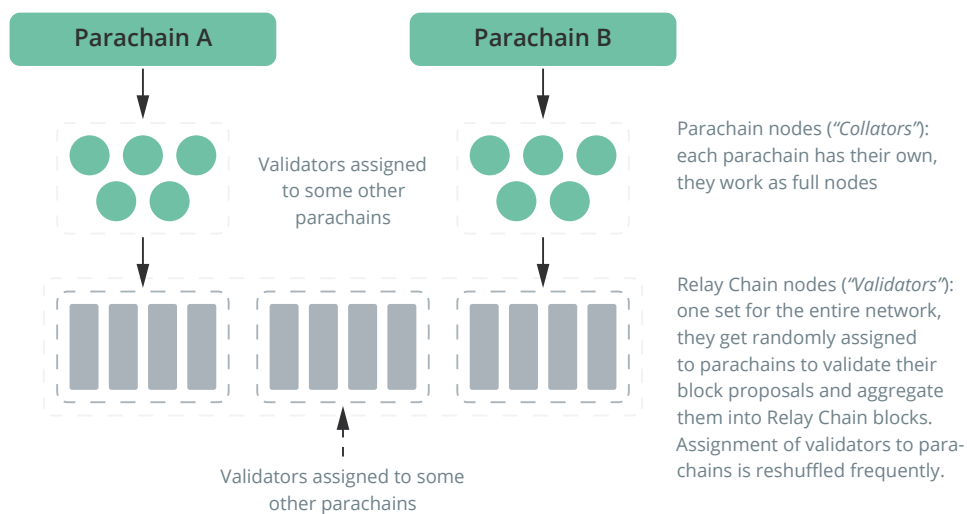 Parachain A
Parachain B
Validators assigned
to some other
parachains
Parachain nodes (“Collators”):
each parachain has their own,
they work as full nodes
Relay Chain nodes (“Validators”):
one set for the entire network,
they get randomly assigned
to parachains to validate their
block proposals and aggregate
them into Relay Chain blocks.
Assignment of validators to para-
chains is reshuffled frequently.
Validators assigned to some
other parachains